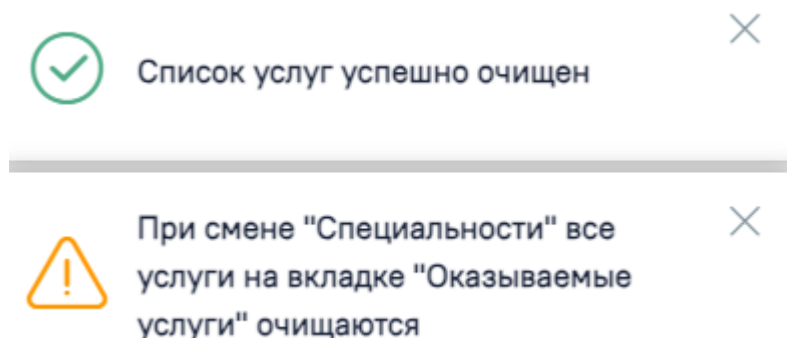 Список услуг успешно очищен
При смене "Специальности" все
услуги на вкладке "Оказываемые
услуги" очищаются